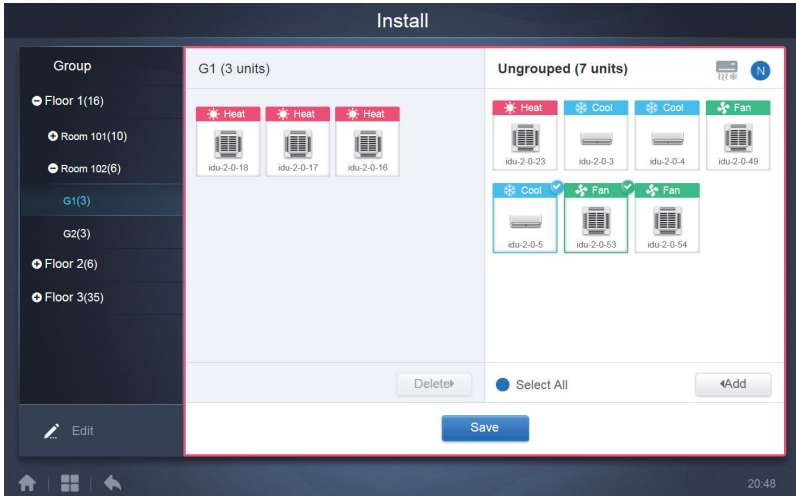 Install
Group
Floor 1(16)
Room 101(10)
Room 102(6)
G1(3)
G2(3)
Floor 2(6)
Floor 3(35)
Edit
G1 (3 units)
Heat Heat Heat
idu-2-0-18 idu-2-0-17 idu-2-0-16
Delete
Ungrouped (7 units)
N
Heat Cool Cool Fan
idu-2-0-23 idu-2-0-3 idu-2-0-4 idu-2-0-49
Cool Fan Fan
idu-2-0-5 idu-2-0-53 idu-2-0-54
Select All
Add
Save
20:48